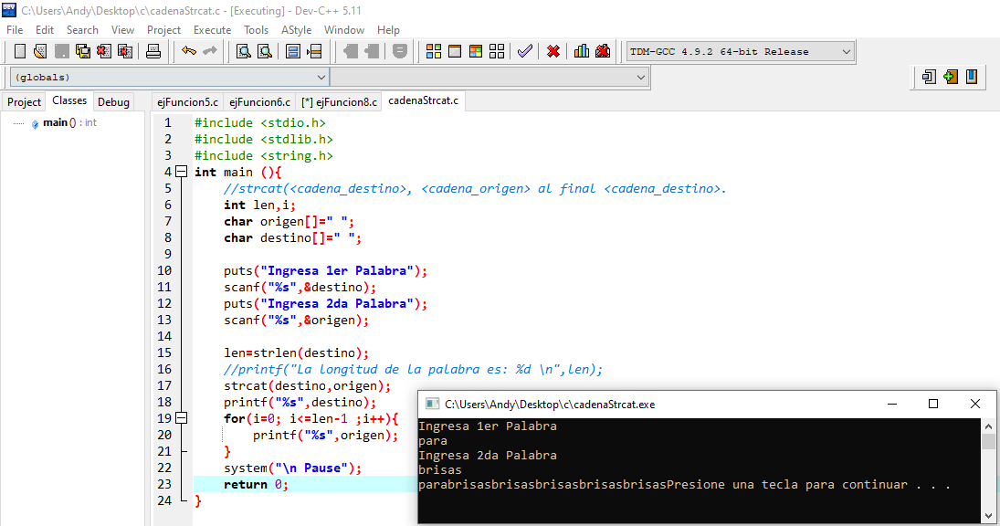 C:\Users\Andy\Desktop\c\cadenaStrcat.c - [Executing] - Dev-C++ 5.11
File Edit Search View Project Execute Tools AStyle Window Help
TDM-GCC 4.9.2 64-bit Release
(globals)
Project Classes Debug ejFuncion5.c ejFuncion6.c [*] ejFuncion8.c cadenaStrcat.c
main () : int
1 #include <stdio.h>
2 #include <stdlib.h>
3 #include <string.h>
4 int main (){
5 //strcat(<cadena_destino>, <cadena_origen> al final <cadena_destino>.
6 int len,i;
7 char origen[]=" ";
8 char destino[]=" ";
9
10 puts("Ingresa 1er Palabra");
11 scanf("%s",&destino);
12 puts("Ingresa 2da Palabra");
13 scanf("%s",&origen);
14
15 len=strlen(destino);
16 //printf("La longitud de la palabra es: %d \n",len);
17 strcat(destino,origen);
18 printf("%s",destino);
19 for(i=0; i<=len-1 ;i++){
20 printf("%s",origen);
21 }
22 system("\n Pause");
23 return 0;
24 }
C:\Users\Andy\Desktop\c\cadenaStrcat.exe
Ingresa 1er Palabra
para
Ingresa 2da Palabra
brisas
parabrisasbrisasbrisasbrisasbrisasPresione una tecla para continuar . . .